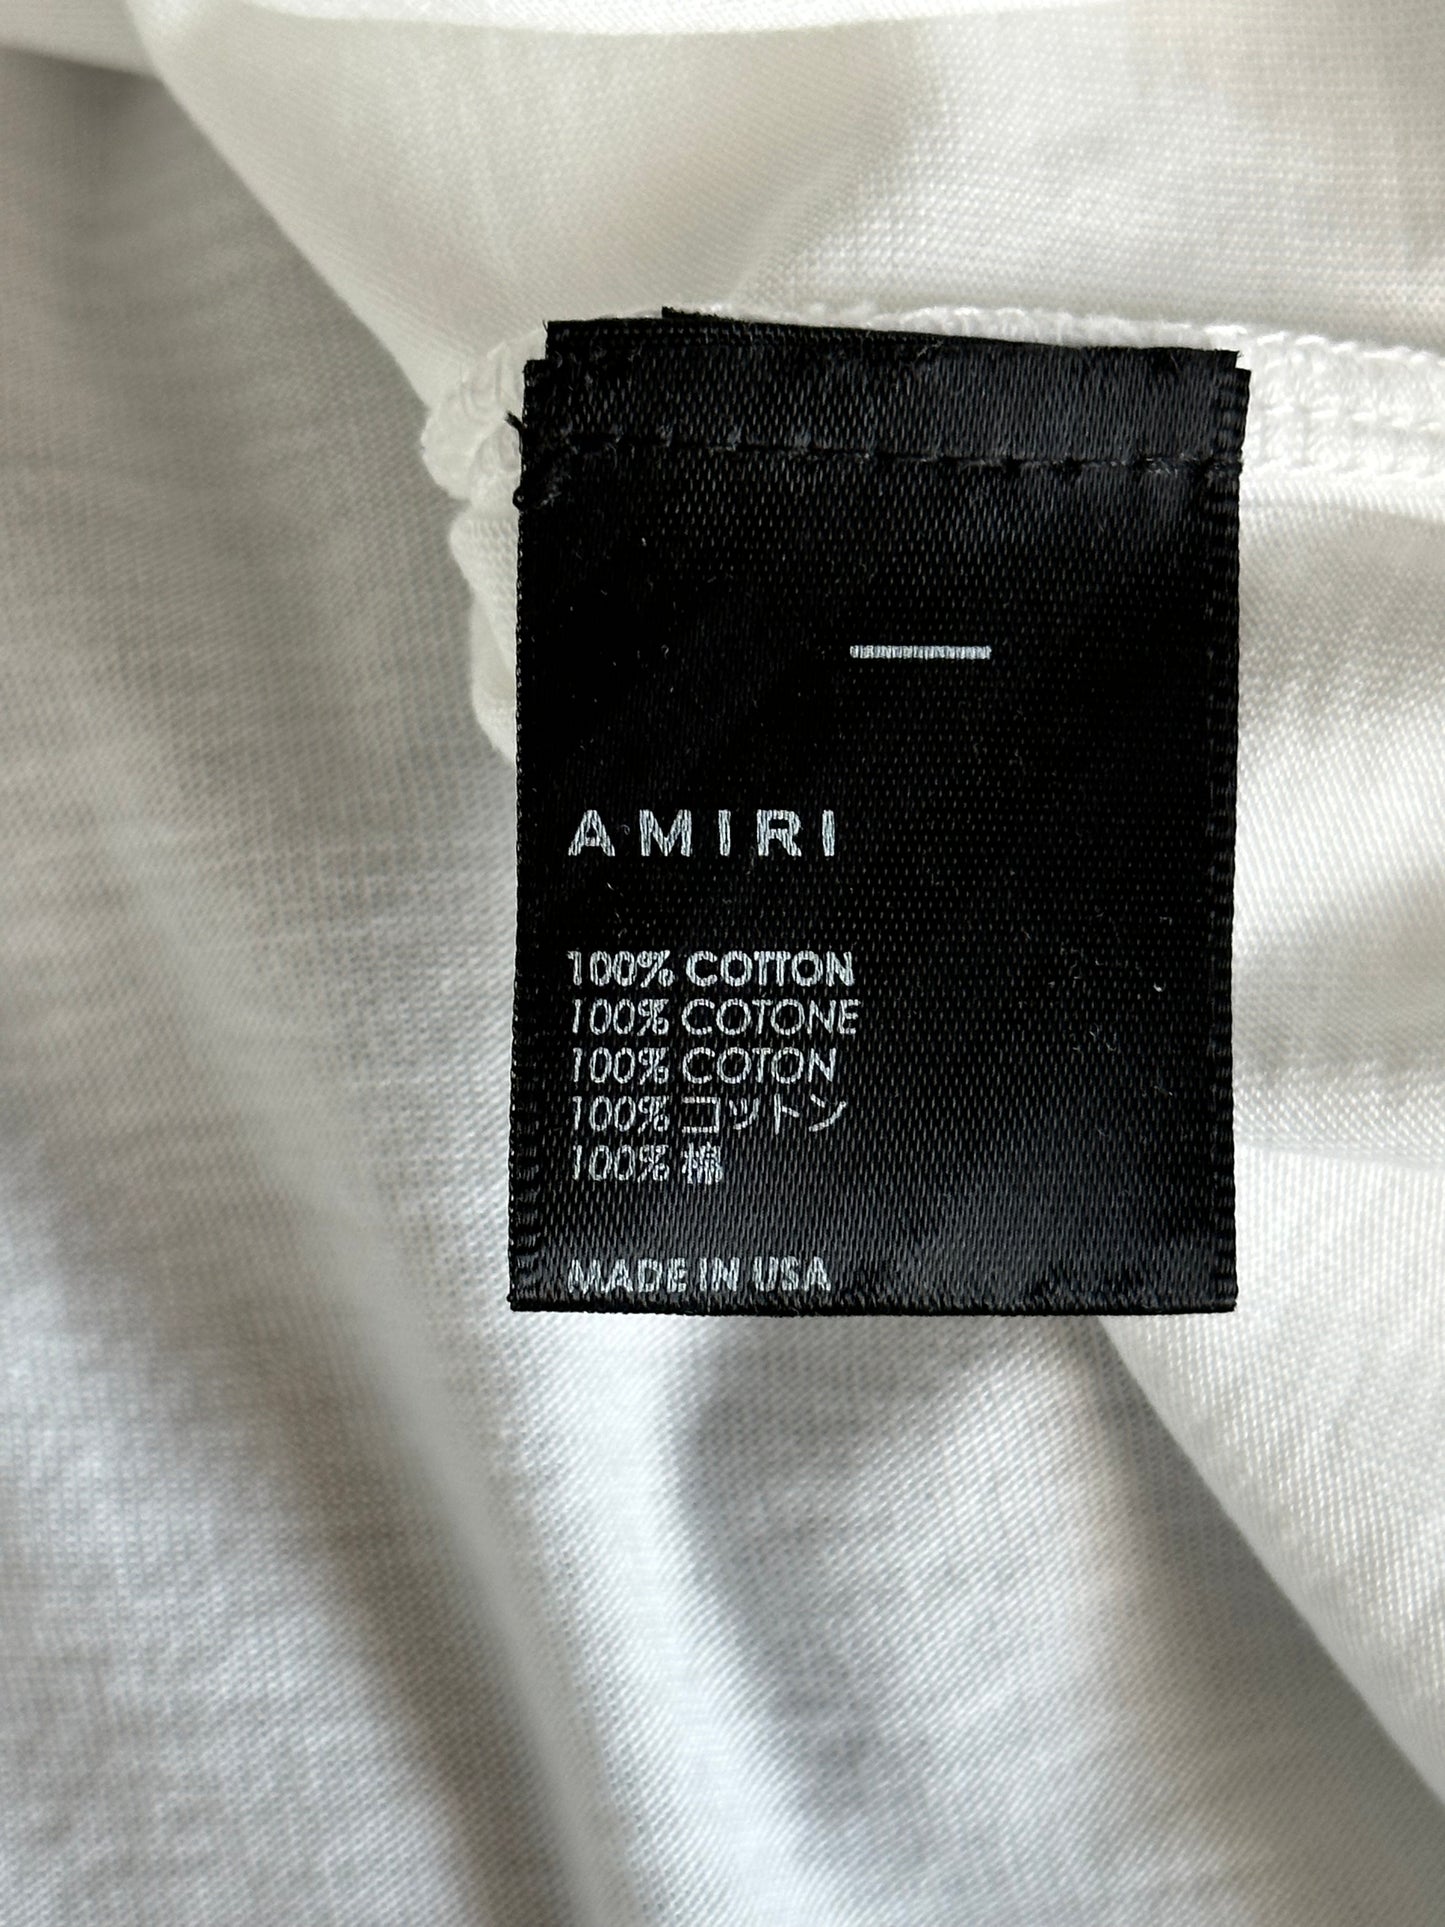 AMIRI
100% COTTON
100% COTONE
100% COTON
100% コットン
100% 棉
MADE IN USA